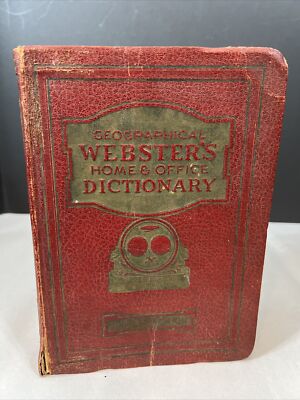 GEOGRAPHICAL
WEBSTER'S
HOME & OFFICE
DICTIONARY